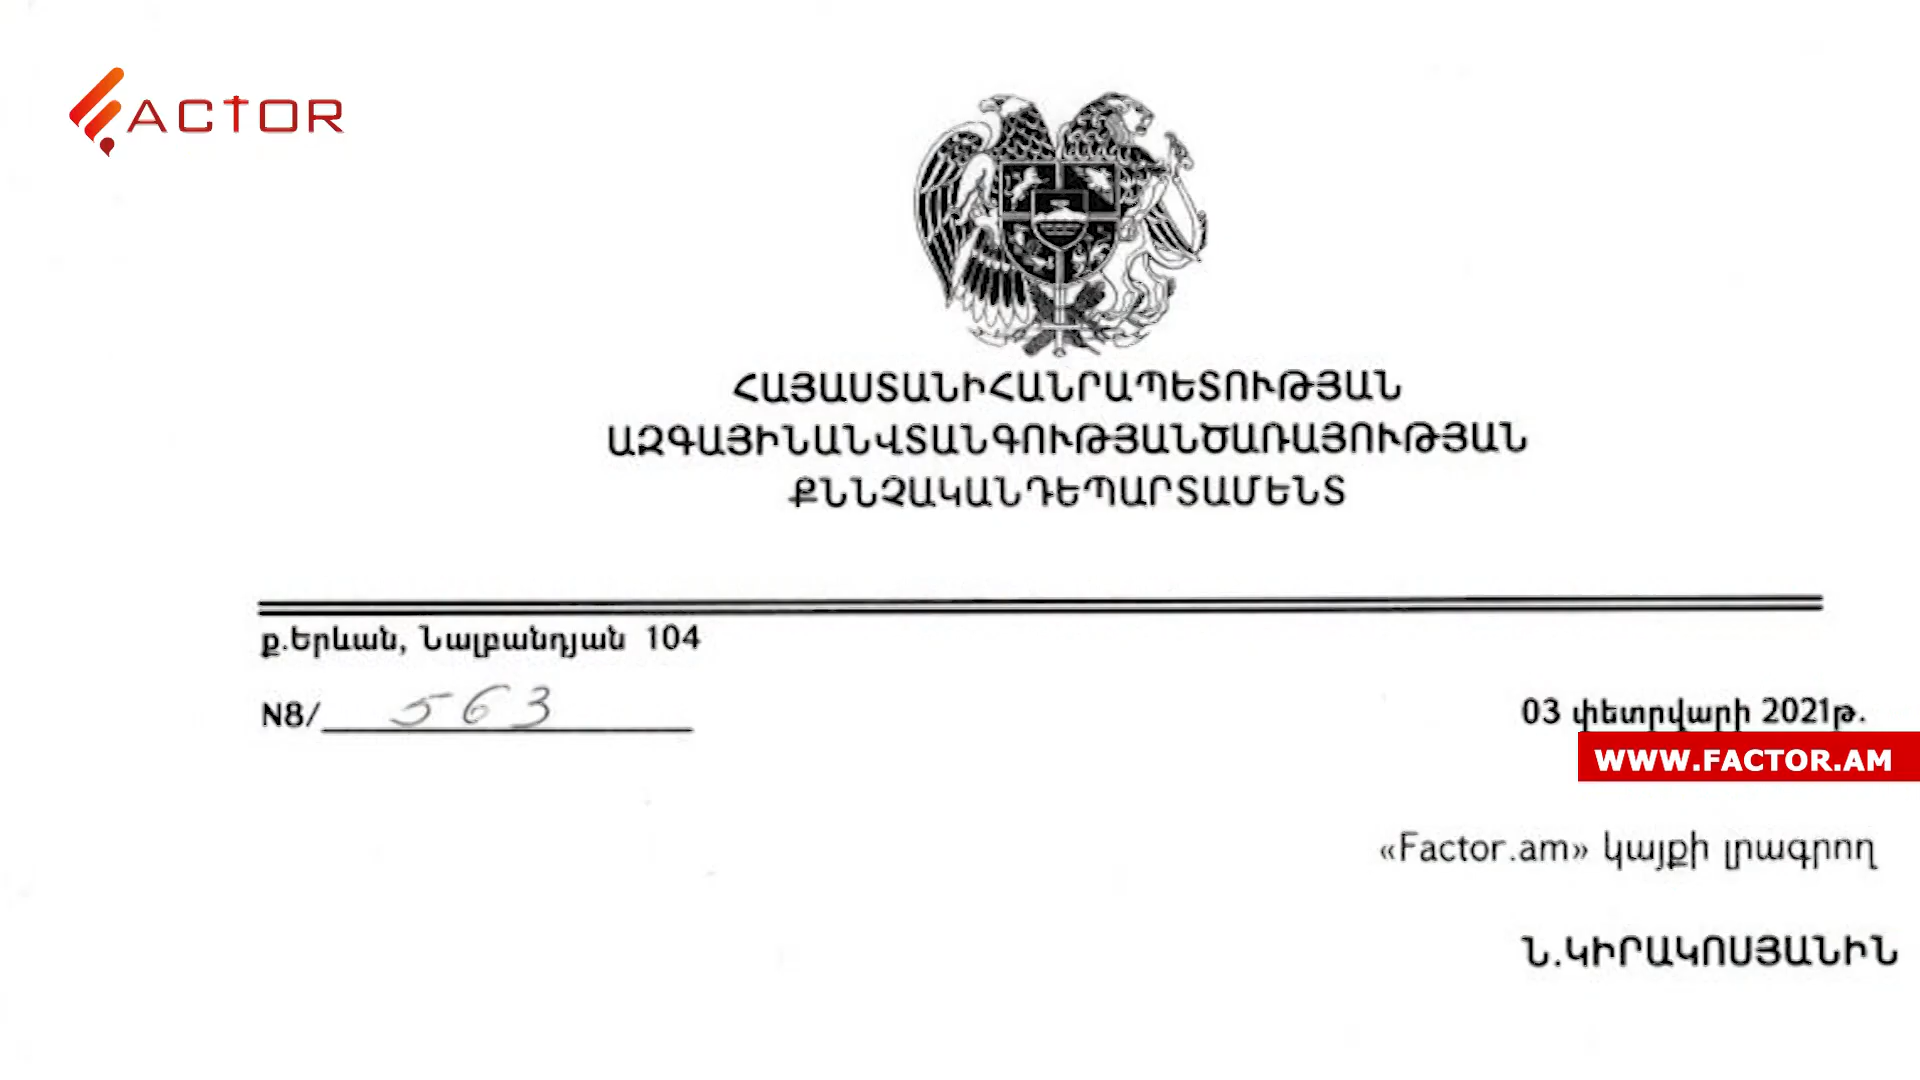 FACTOR
ՀԱՅԱՍՏԱՆԻՀԱՆՐԱՊԵՏՈՒԹՅԱՆ
ԱԶԳԱՅԻՆԱՆՎՏԱՆԳՈՒԹՅԱՆԾԱՌԱՅՈՒԹՅԱՆ
ՔՆՆՉԱԿԱՆԴԵՊԱՐՏԱՄԵՆՏ
ք.Երևան, Նալբանդյան 104
N8/ 563
03 փետրվարի 2021թ.
WWW.FACTOR.AM
«Factor.am» կայքի լրագրող
Ն.ԿԻՐԱԿՈՍՅԱՆԻՆ